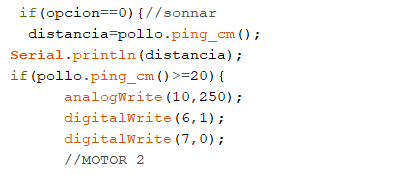 if(opcion==0){//sonnar
distancia=pollo.ping_cm();
Serial.println(distancia);
if(pollo.ping_cm()>=20){
analogWrite(10,250);
digitalWrite(6,1);
digitalWrite(7,0);
//MOTOR 2